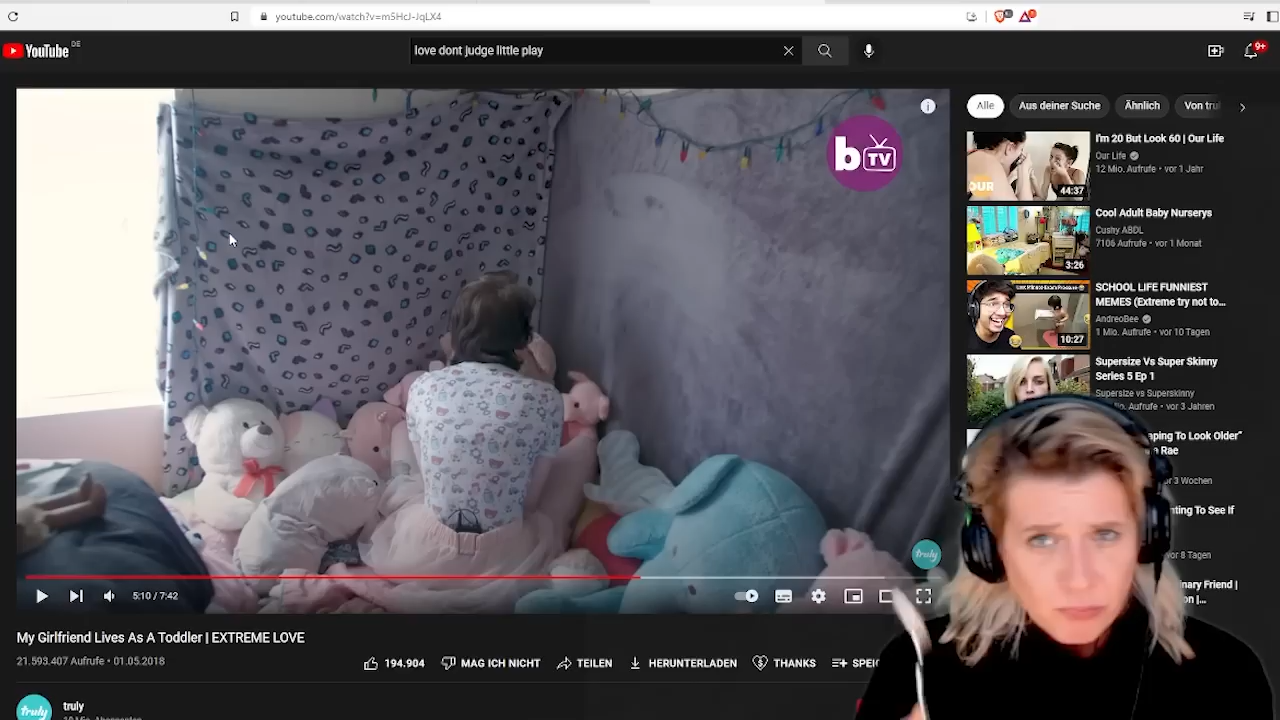 youtube.com/watch?v=m5HcJ-JqLX4
YouTube DE
love dont judge little play
9+
bTV
Alle
Aus deiner Suche
Ähnlich
Von tru
I'm 20 But Look 60 | Our Life
Our Life
12 Mio. Aufrufe • vor 1 Jahr
OUR
44:37
Cool Adult Baby Nurserys
Cushy ABDL
7106 Aufrufe • vor 1 Monat
3:26
SCHOOL LIFE FUNNIEST
MEMES (Extreme try not to...
AndreoBee
1 Mio. Aufrufe • vor 10 Tagen
10:27
Supersize Vs Super Skinny
Series 5 Ep 1
Supersize vs Superskinny
Aufrufe • vor 3 Jahren
aping To Look Older"
Rae
or 3 Wochen
nting To See If
or 8 Tagen
nary Friend |
truly
5:10 / 7:42
My Girlfriend Lives As A Toddler | EXTREME LOVE
21.593.407 Aufrufe • 01.05.2018
194.904
MAG ICH NICHT
TEILEN
HERUNTERLADEN
THANKS
SPEIC
truly
truly